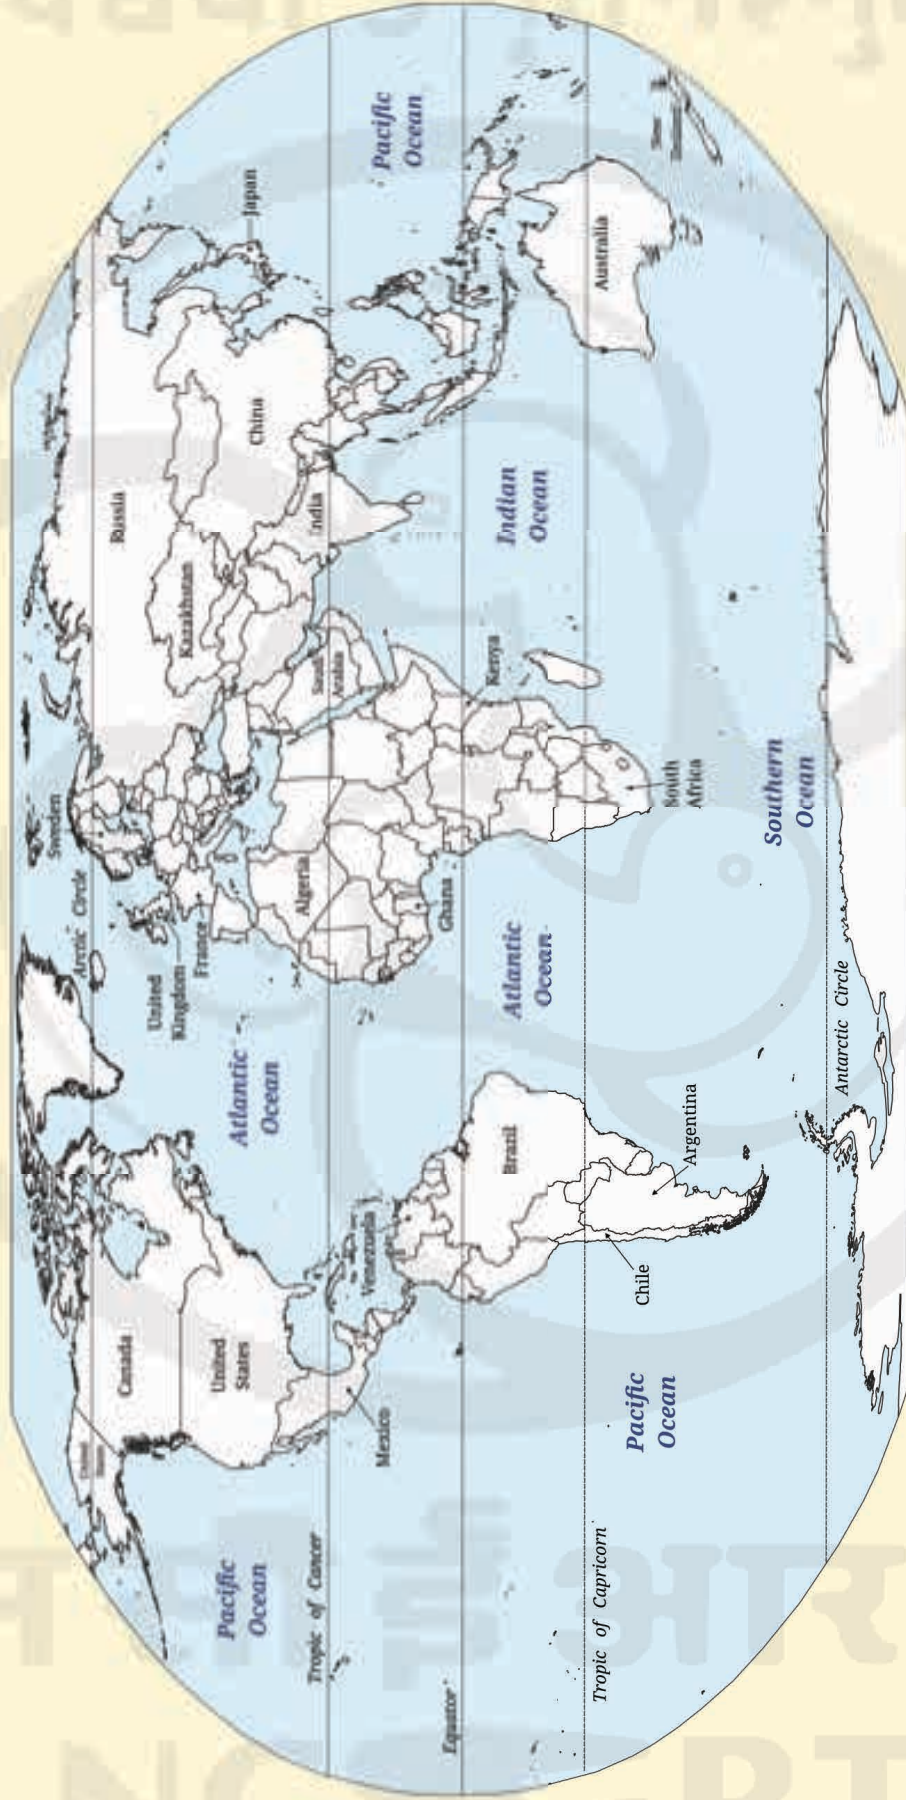 Arctic Circle
Sweden
Russia
Canada
United
Kingdom
France
Kazakhstan
United
States
China
Japan
Pacific
Ocean
Atlantic
Ocean
Tropic of Cancer
Mexico
Algeria
Saudi
Arabia
India
Pacific
Ocean
Venezuela
Ghana
Kenya
Equator
Brazil
Atlantic
Ocean
Indian
Ocean
Australia
Tropic of Capricorn
Pacific
Ocean
Chile
Argentina
South
Africa
Southern
Ocean
Antarctic Circle